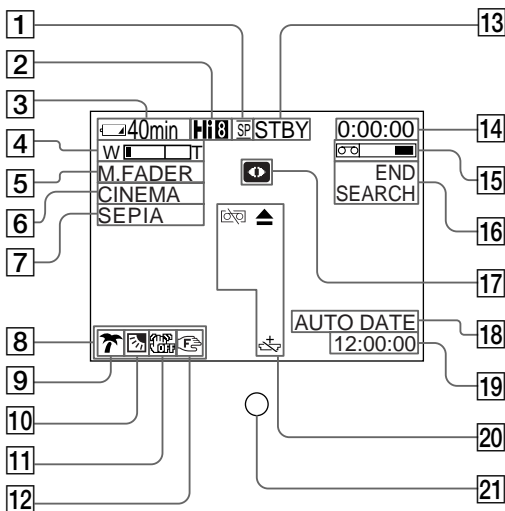 1
2
3
4
5
6
7
8
9
10
11
12
13
14
15
16
17
18
19
20
21
40min Hi8 SP STBY 0:00:00
W T
M.FADER
CINEMA
SEPIA
END
SEARCH
OFF
F
AUTO DATE
12:00:00